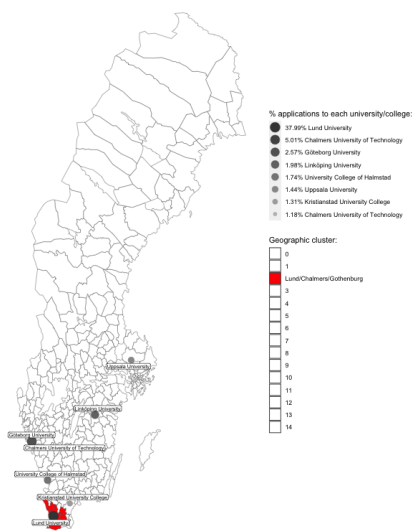 % applications to each university/college:
37.99% Lund University
5.01% Chalmers University of Technology
2.57% Göteborg University
1.98% Linköping University
1.74% University College of Halmstad
1.44% Uppsala University
1.31% Kristianstad University College
1.18% Chalmers University of Technology
Geographic cluster:
0
1
Lund/Chalmers/Gothenburg
3
4
5
6
7
8
9
10
11
12
13
14
Uppsala University
Linköping University
Göteborg University
Chalmers University of Technology
University College of Halmstad
Kristianstad University College
Lund University